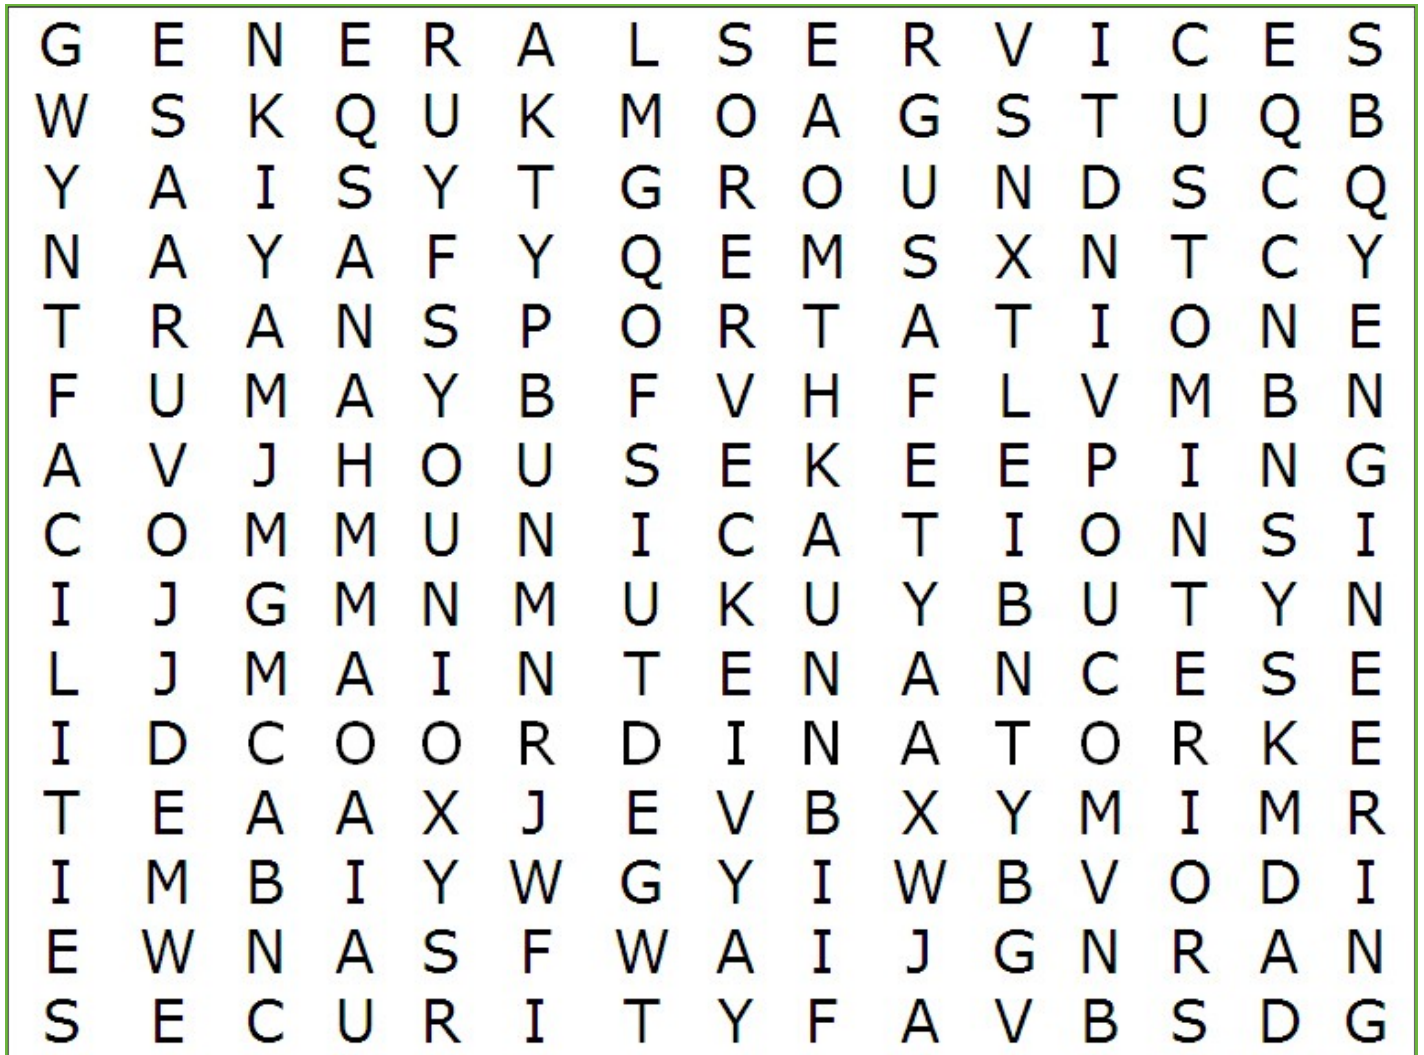 G E N E R A L S E R V I C E S
W S K Q U K M O A G S T U Q B
Y A I S Y T G R O U N D S C Q
N A Y A F Y Q E M S X N T C Y
T R A N S P O R T A T I O N E
F U M A Y B F V H F L V M B N
A V J H O U S E K E E P I N G
C O M M U N I C A T I O N S I
I J G M N M U K U Y B U T Y N
L J M A I N T E N A N C E S E
I D C O O R D I N A T O R K E
T E A A X J E V B X Y M I M R
I M B I Y W G Y I W B V O D I
E W N A S F W A I J G N R A N
S E C U R I T Y F A V B S D G